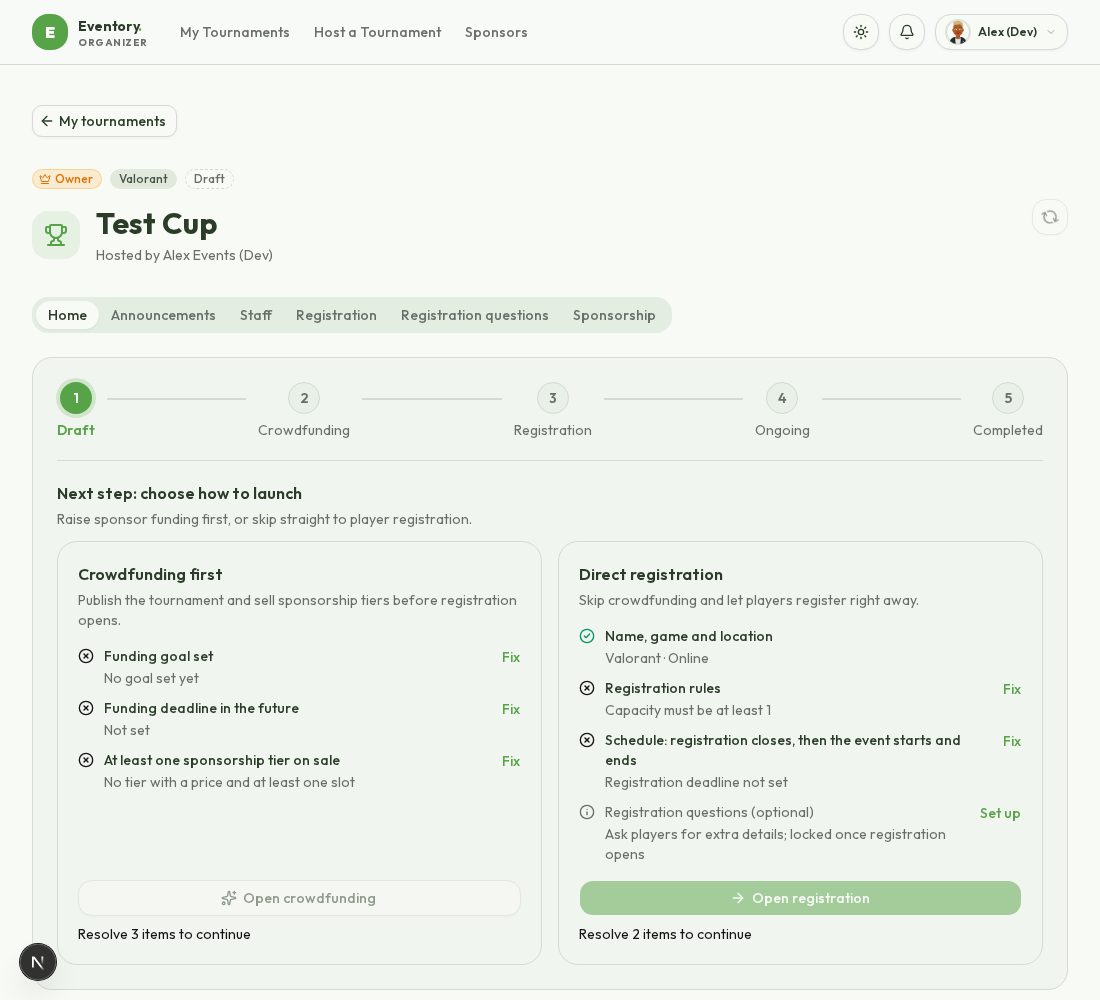 E
Eventory.
ORGANIZER
My Tournaments
Host a Tournament
Sponsors
Alex (Dev)
My tournaments
Owner
Valorant
Draft
Test Cup
Hosted by Alex Events (Dev)
Home
Announcements
Staff
Registration
Registration questions
Sponsorship
1
2
3
4
5
Draft
Crowdfunding
Registration
Ongoing
Completed
Next step: choose how to launch
Raise sponsor funding first, or skip straight to player registration.
Crowdfunding first
Publish the tournament and sell sponsorship tiers before registration
opens.
Funding goal set
Fix
No goal set yet
Funding deadline in the future
Fix
Not set
At least one sponsorship tier on sale
Fix
No tier with a price and at least one slot
Open crowdfunding
Resolve 3 items to continue
Direct registration
Skip crowdfunding and let players register right away.
Name, game and location
Valorant · Online
Registration rules
Fix
Capacity must be at least 1
Schedule: registration closes, then the event starts and
ends
Fix
Registration deadline not set
Registration questions (optional)
Set up
Ask players for extra details; locked once registration
opens
Open registration
Resolve 2 items to continue
N